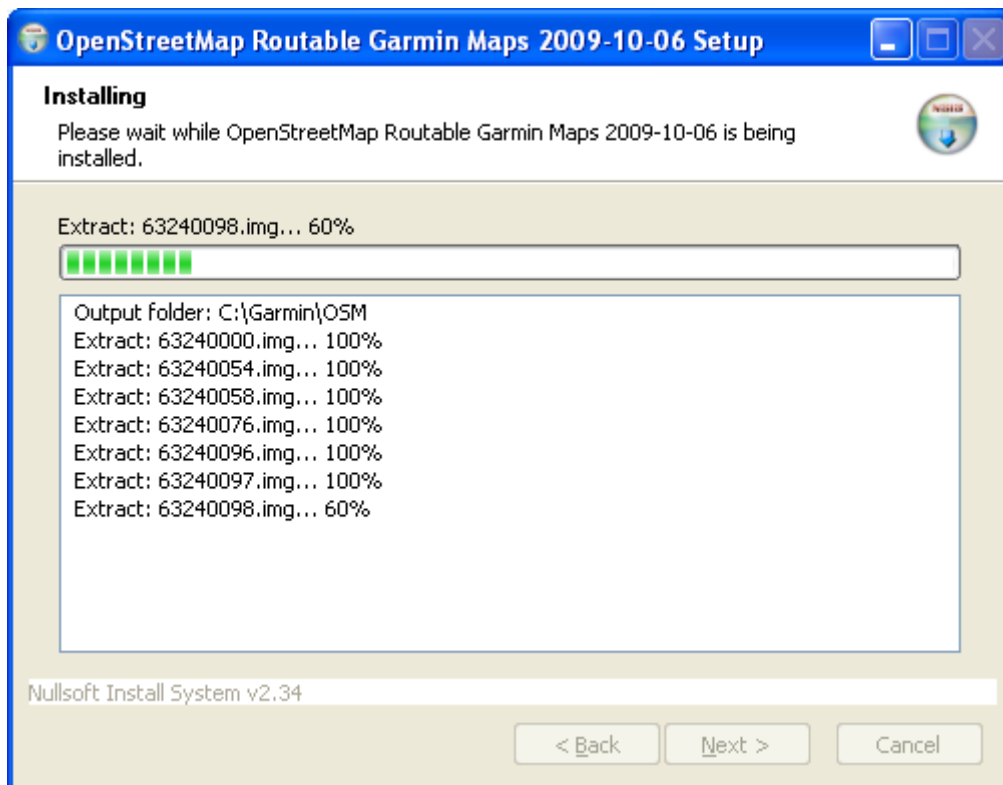 OpenStreetMap Routable Garmin Maps 2009-10-06 Setup
Installing
Please wait while OpenStreetMap Routable Garmin Maps 2009-10-06 is being
installed.
Extract: 63240098.img... 60%
Output folder: C:\Garmin\OSM
Extract: 63240000.img... 100%
Extract: 63240054.img... 100%
Extract: 63240058.img... 100%
Extract: 63240076.img... 100%
Extract: 63240096.img... 100%
Extract: 63240097.img... 100%
Extract: 63240098.img... 60%
Nullsoft Install System v2.34
< Back Next > Cancel